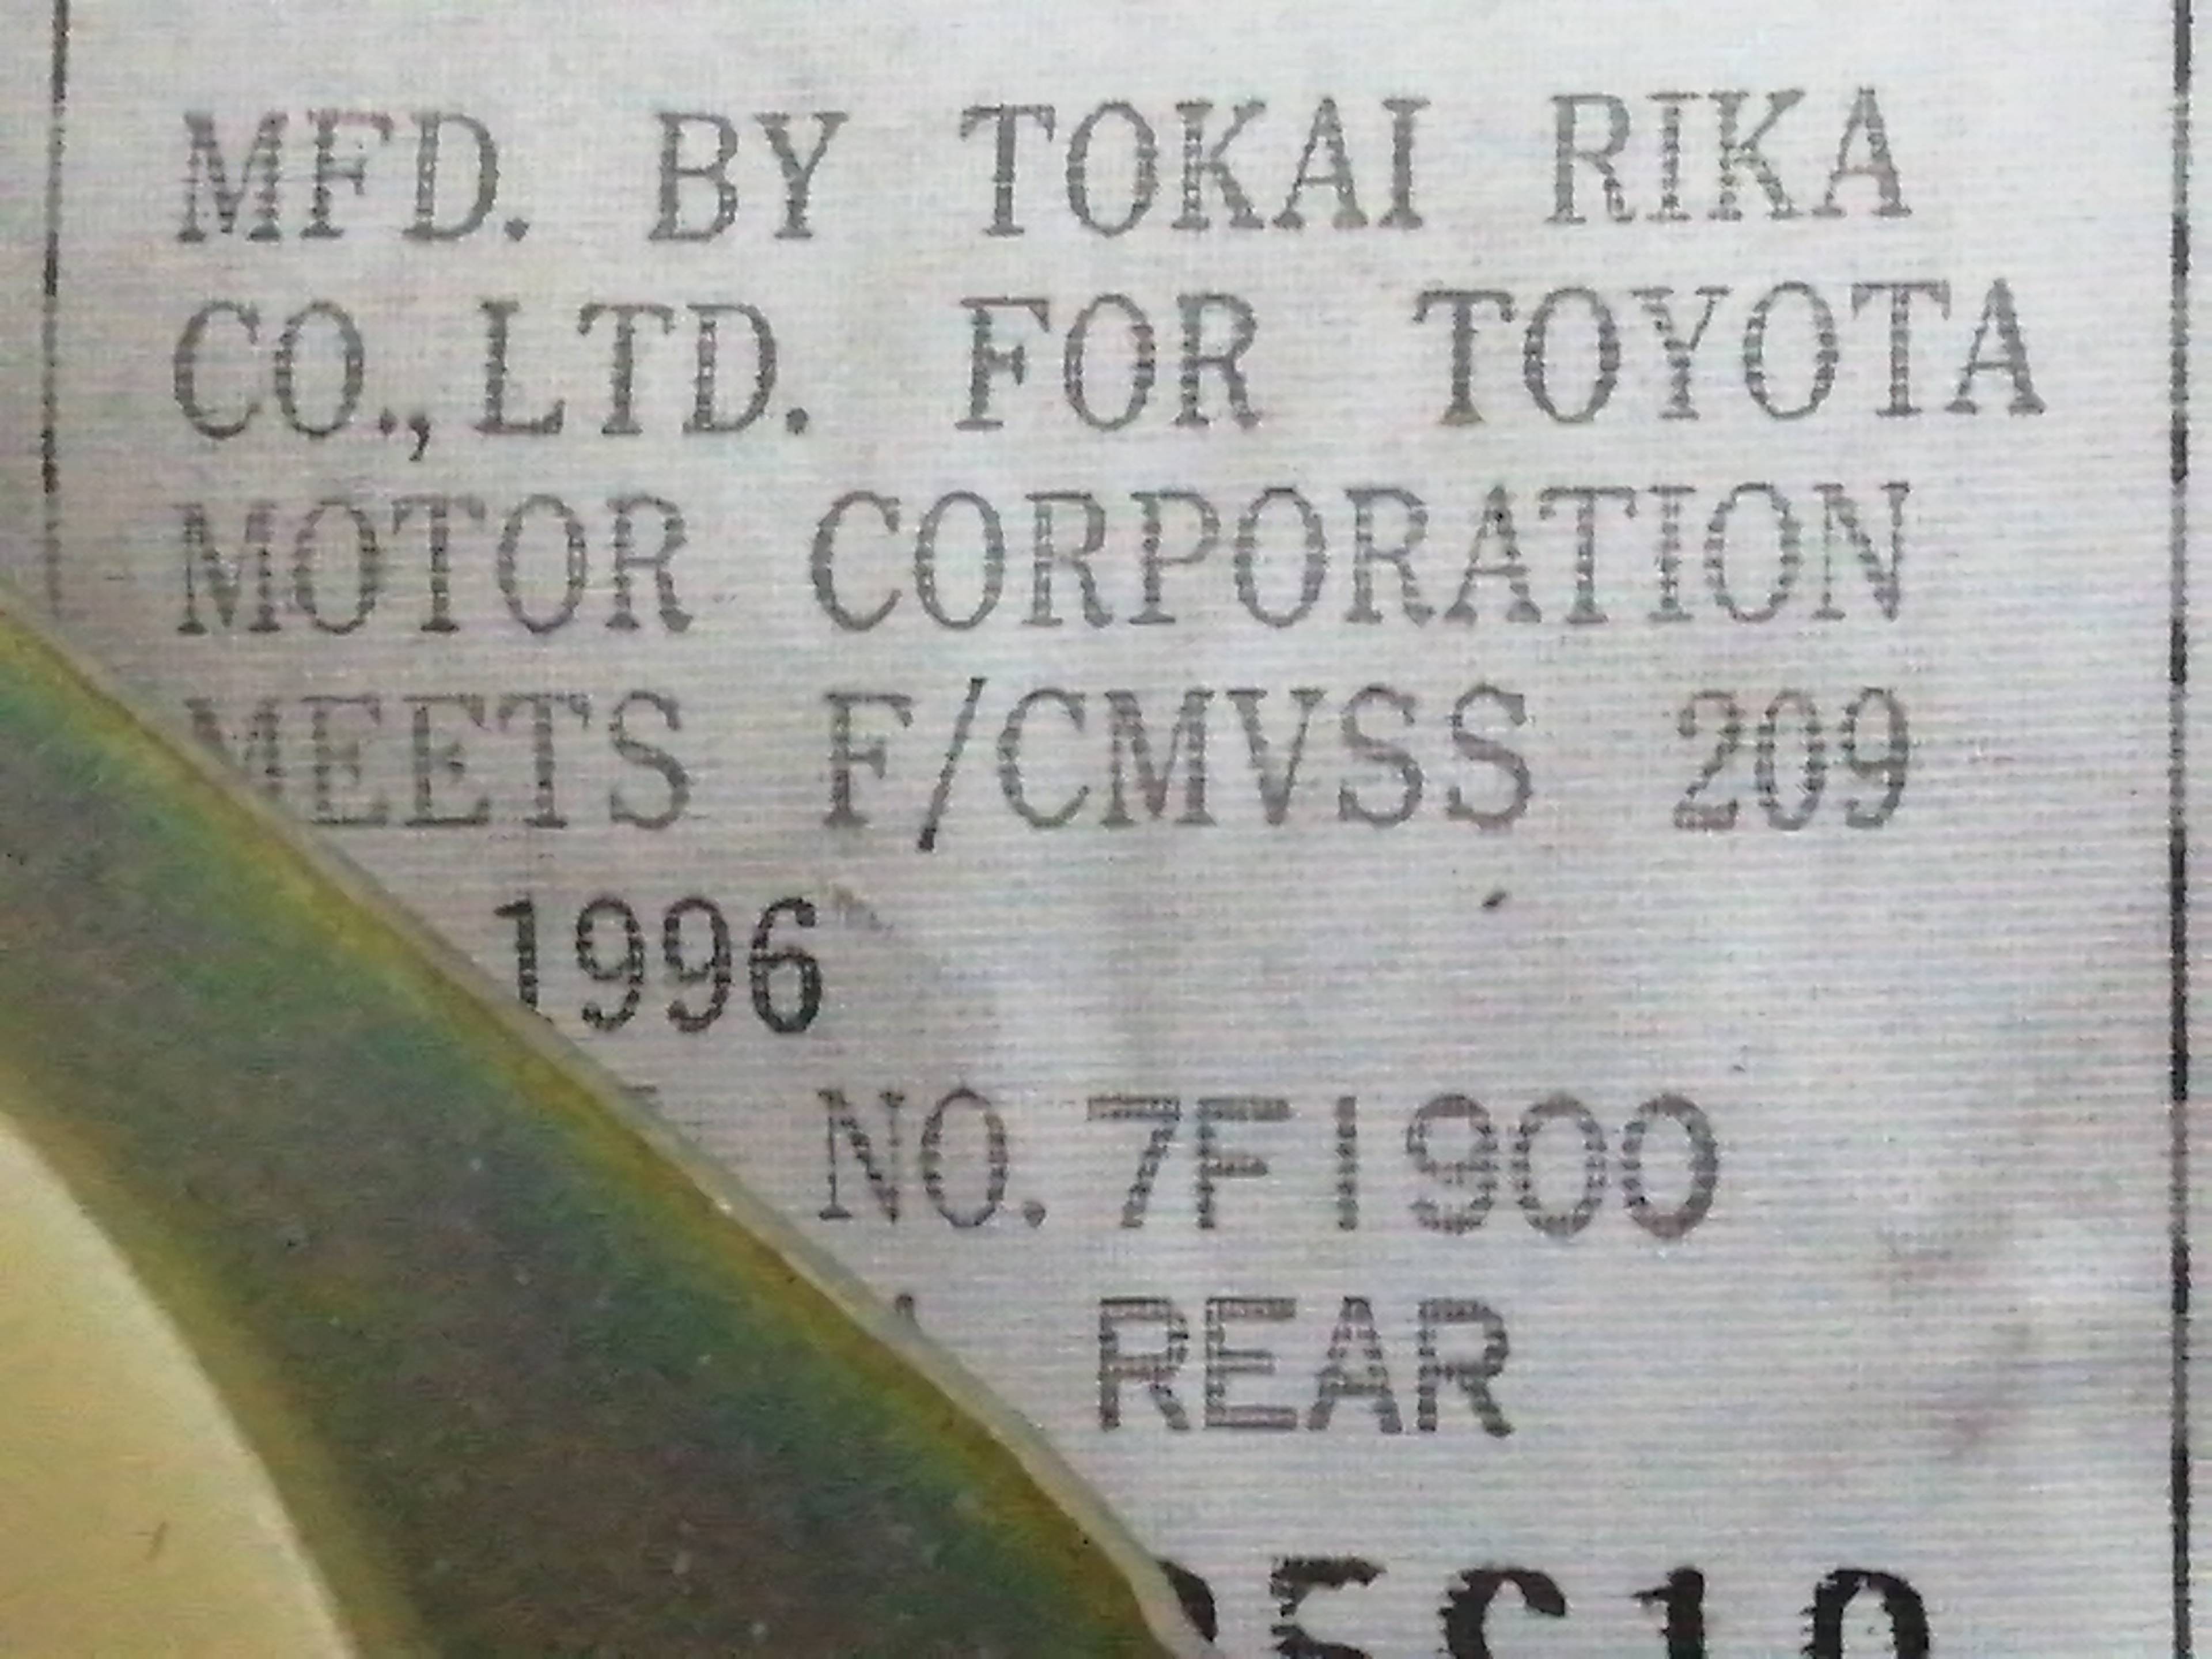 MFD. BY TOKAI RIKA
CO.,LTD. FOR TOYOTA
MOTOR CORPORATION
MEETS F/CMVSS 209
1996
NO. 7F1900
REAR